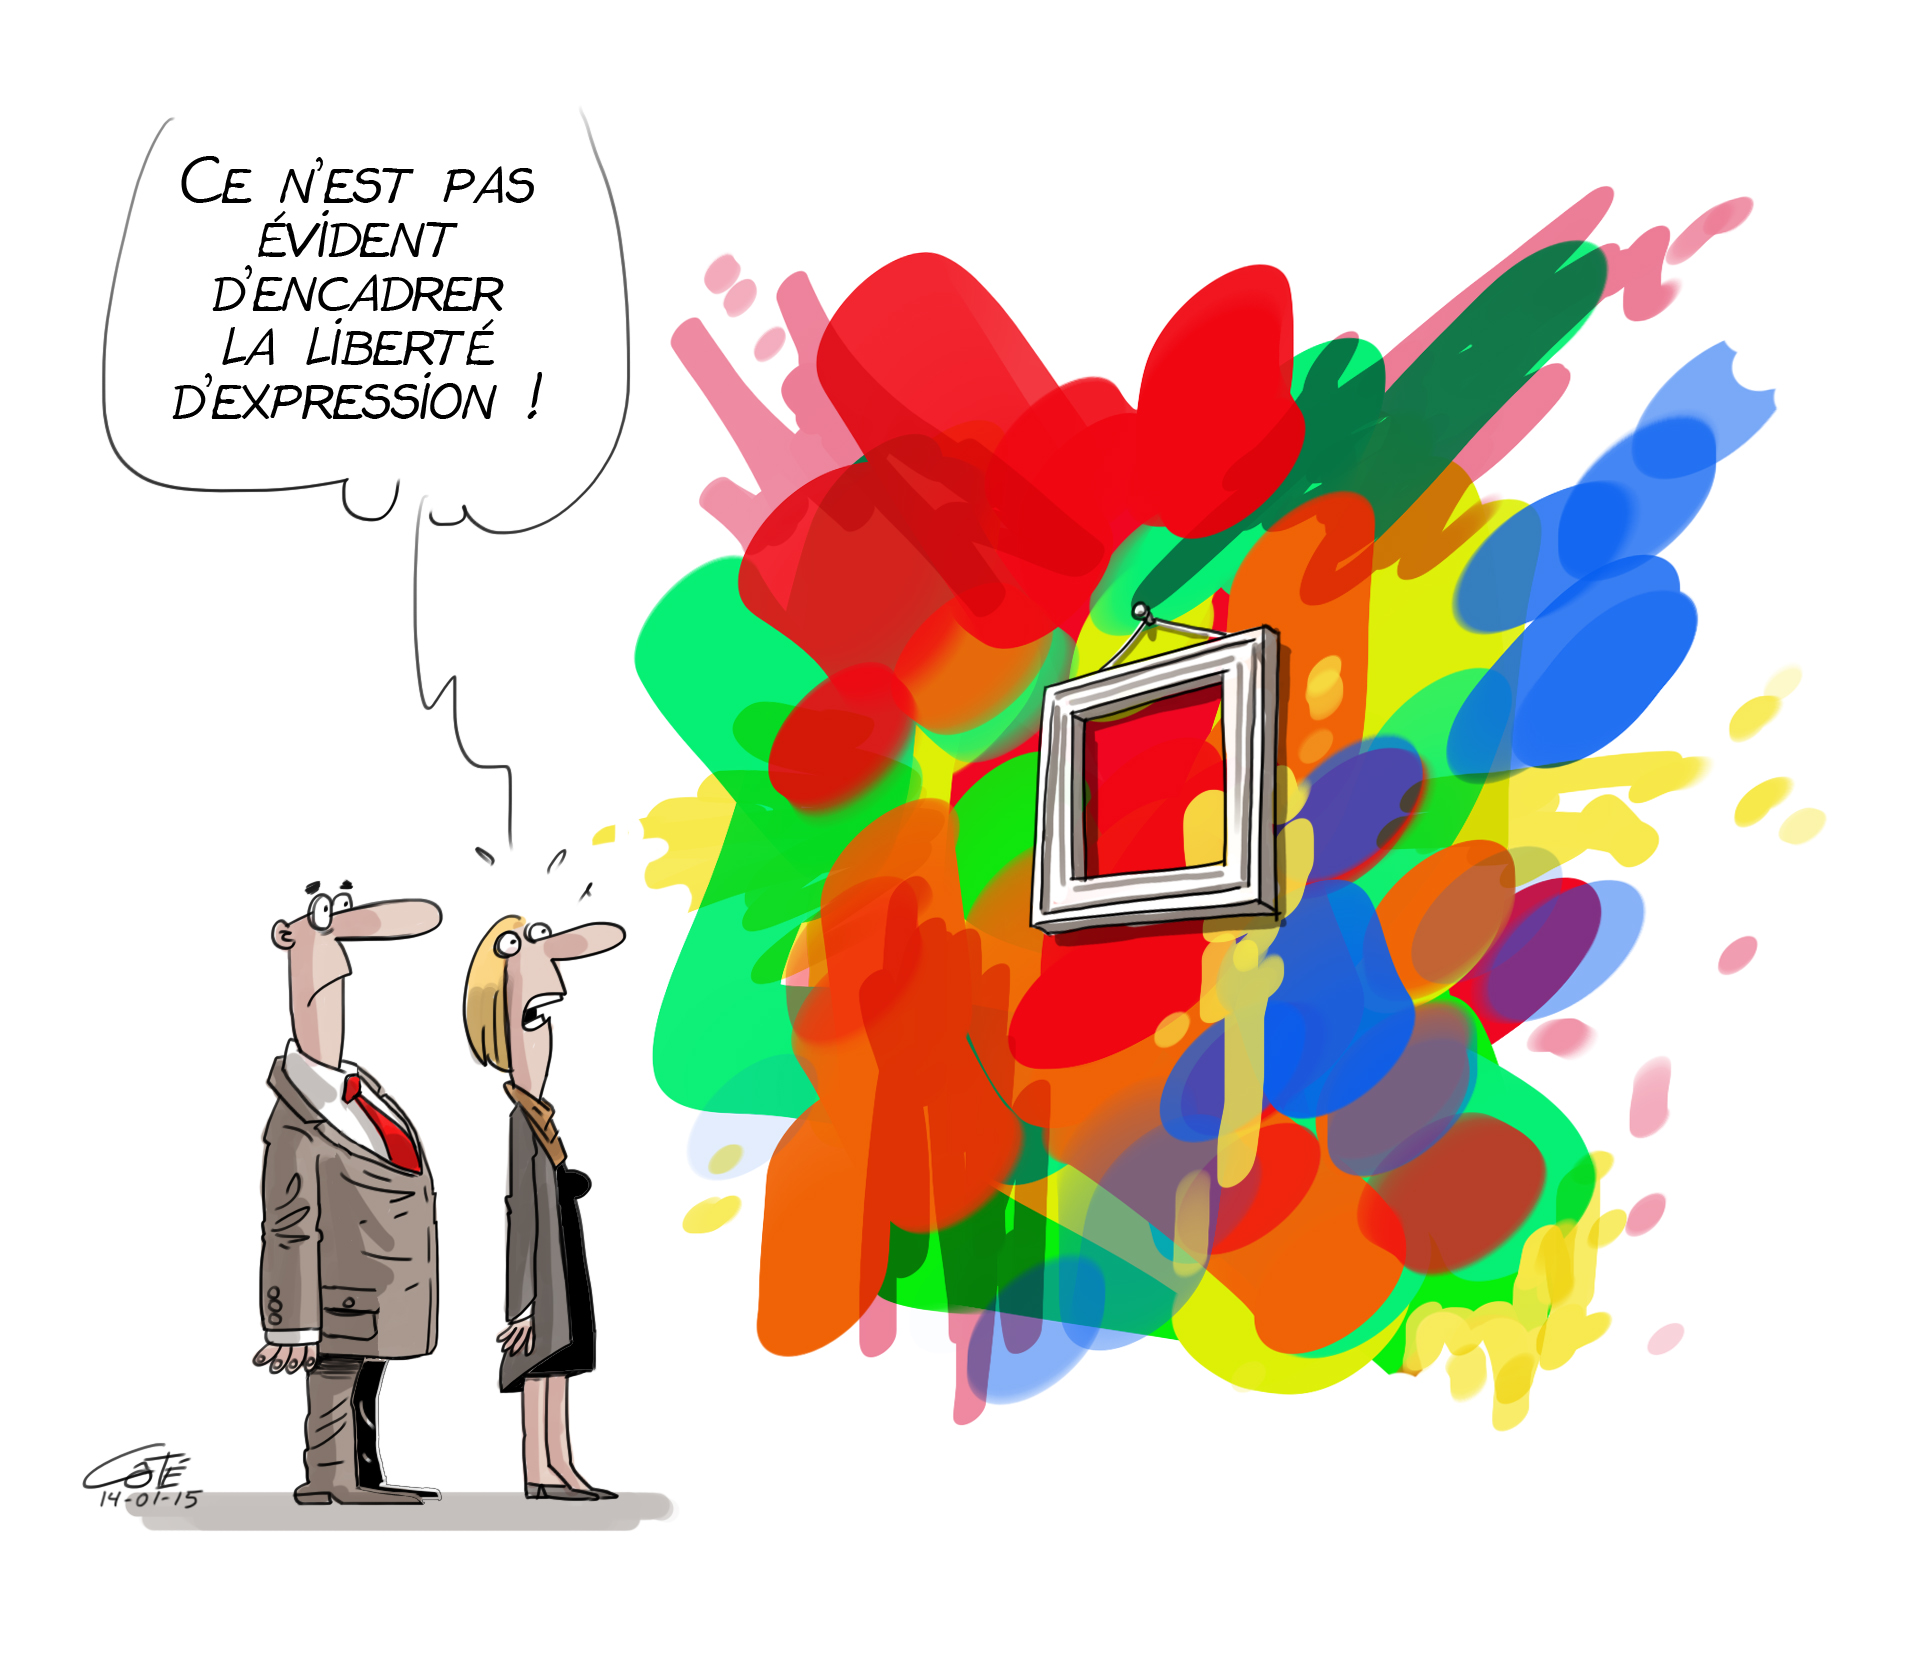 Ce n'est pas
évident
d'encadrer
la liberté
d'expression !
Côté
14-01-15